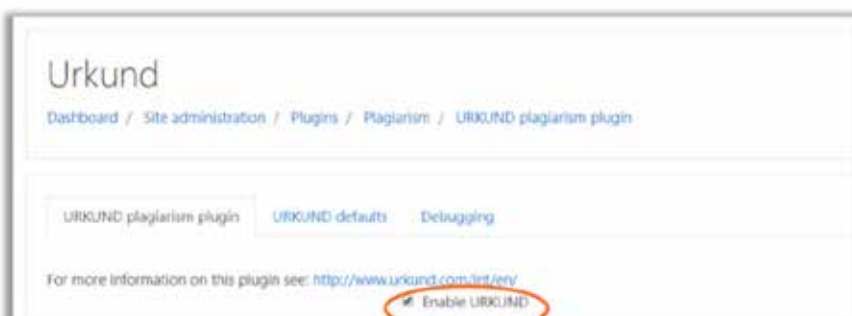 Urkund
Dashboard / Site administration / Plugins / Plagiarism / URKUND plagiarism plugin
URKUND plagiarism plugin URKUND defaults Debugging
For more information on this plugin see: http://www.urkund.com/int/en/
Enable URKUND